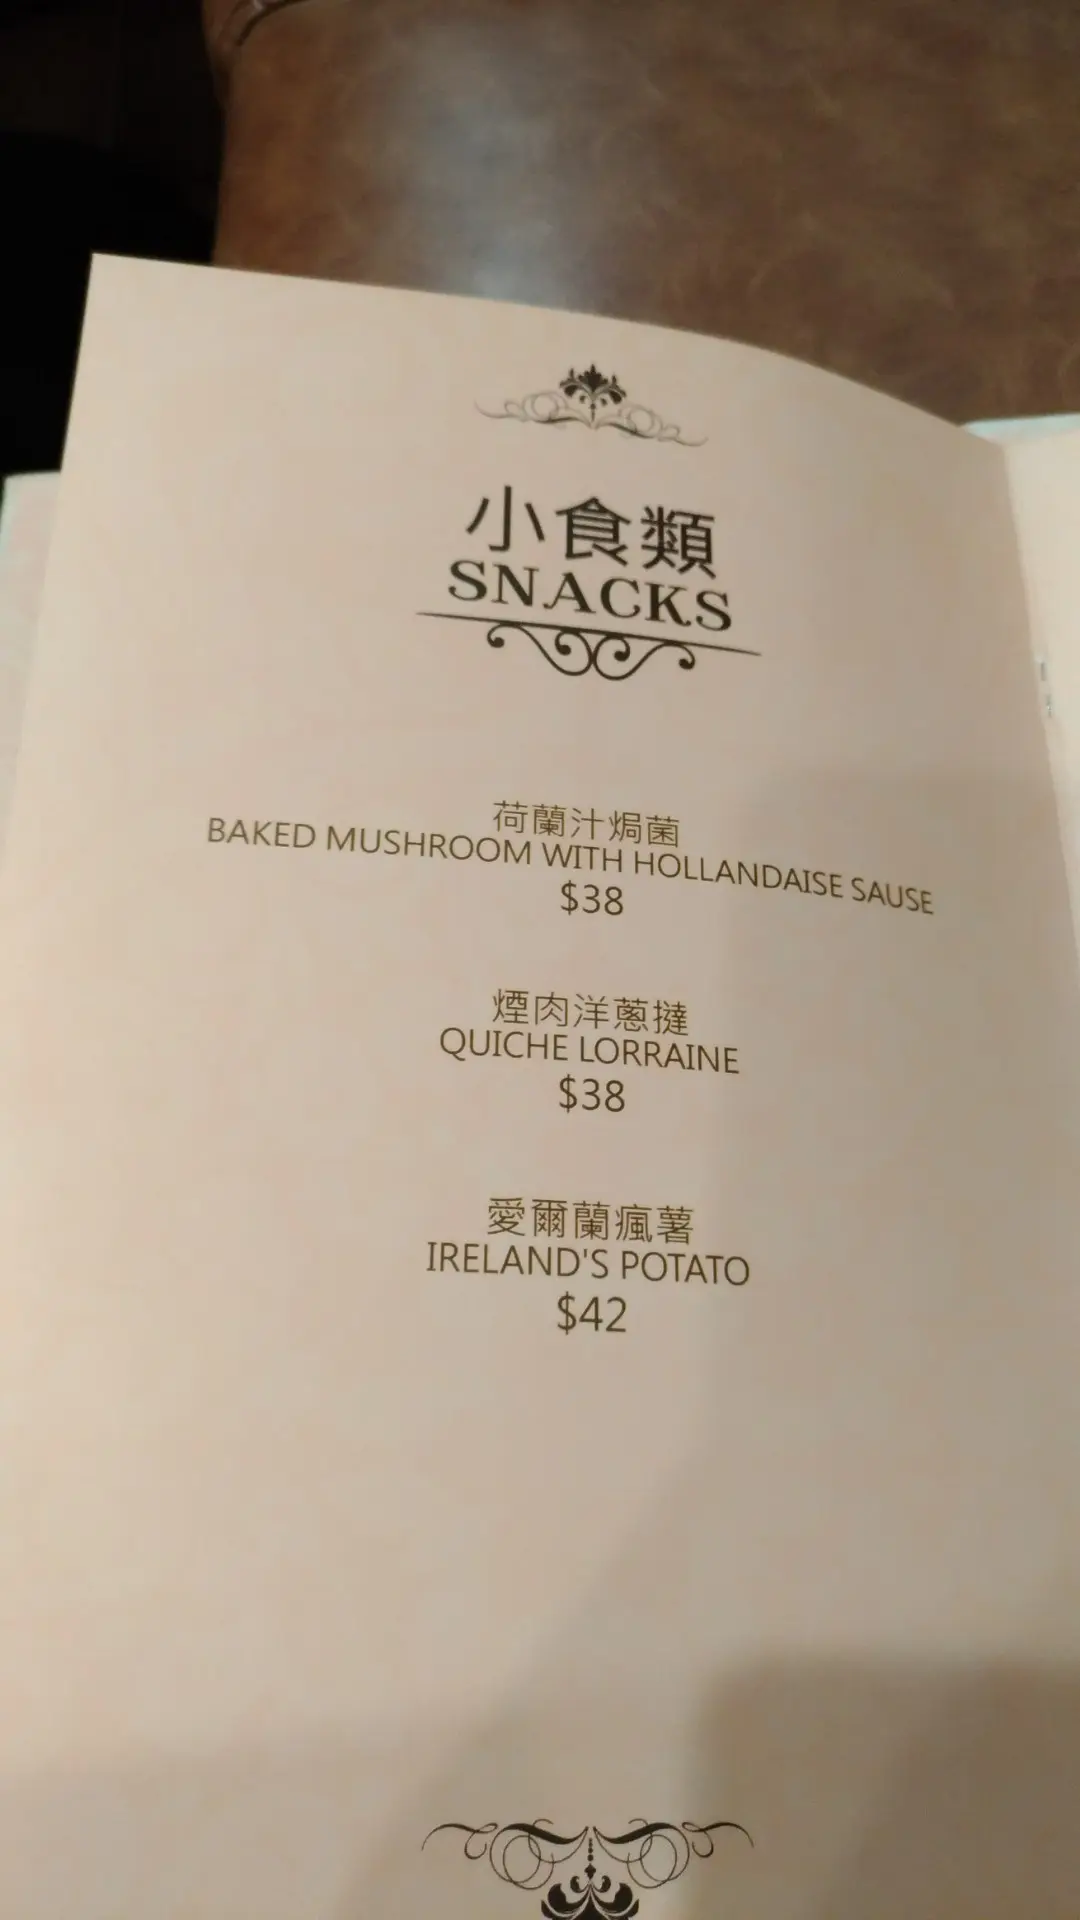 小食類
SNACKS
荷蘭汁焗菌
BAKED MUSHROOM WITH HOLLANDAISE SAUSE
$38
煙肉洋蔥撻
QUICHE LORRAINE
$38
愛爾蘭瘋薯
IRELAND'S POTATO
$42